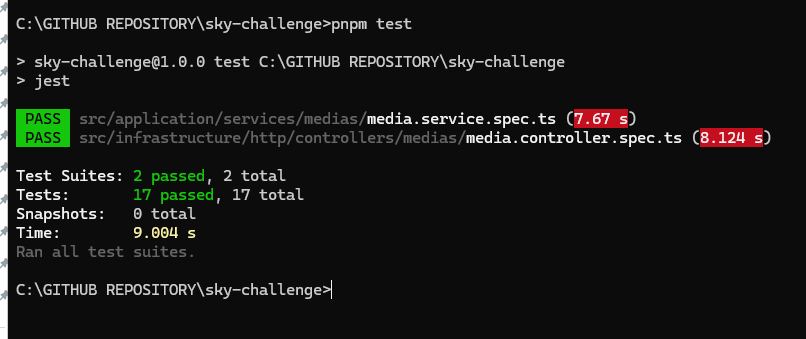 C:\GITHUB REPOSITORY\sky-challenge>pnpm test
> sky-challenge@1.0.0 test C:\GITHUB REPOSITORY\sky-challenge
> jest
PASS src/application/services/medias/media.service.spec.ts (7.67 s)
PASS src/infrastructure/http/controllers/medias/media.controller.spec.ts (8.124 s)
Test Suites: 2 passed, 2 total
Tests: 17 passed, 17 total
Snapshots: 0 total
Time: 9.004 s
Ran all test suites.
C:\GITHUB REPOSITORY\sky-challenge>